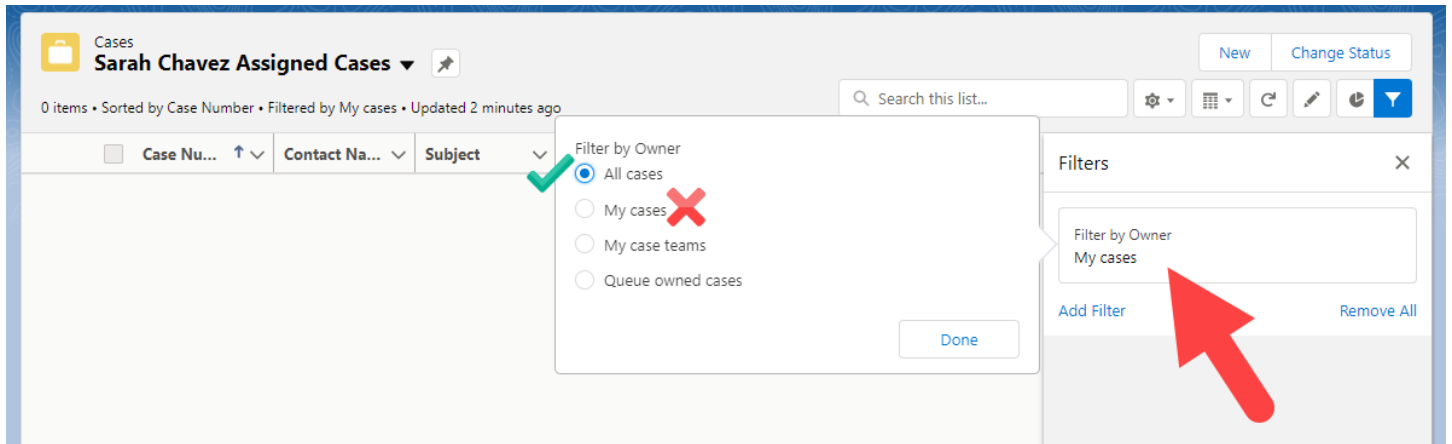 Cases
Sarah Chavez Assigned Cases
New
Change Status
0 items • Sorted by Case Number • Filtered by My cases • Updated 2 minutes ago
Search this list...
Case Nu...
Contact Na...
Subject
Filter by Owner
All cases
My cases
My case teams
Queue owned cases
Done
Filters
Filter by Owner
My cases
Add Filter
Remove All